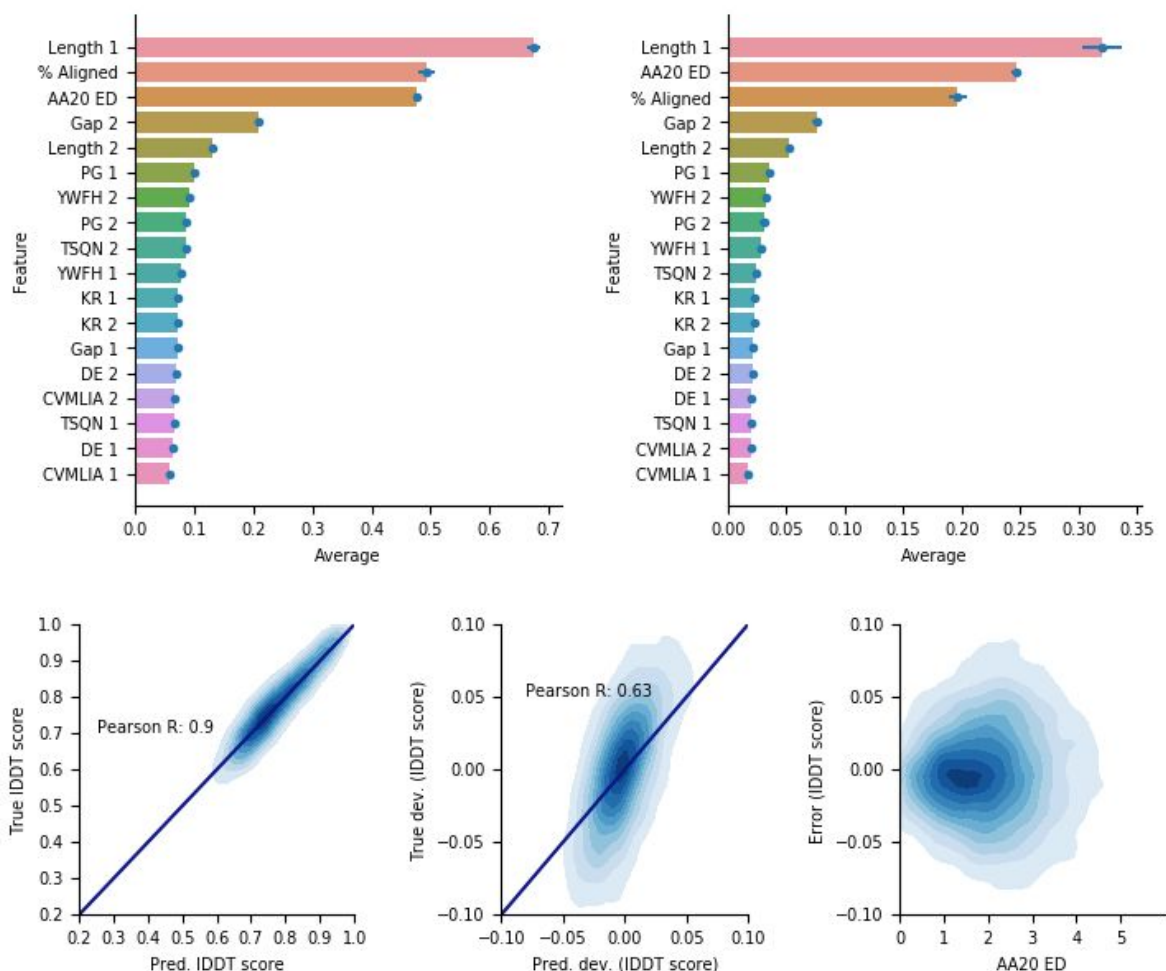 Feature
Length 1
% Aligned
AA20 ED
Gap 2
Length 2
PG 1
YWFH 2
PG 2
TSQN 2
YWFH 1
KR 1
KR 2
Gap 1
DE 2
CVMLIA 2
TSQN 1
DE 1
CVMLIA 1
0.0 0.1 0.2 0.3 0.4 0.5 0.6 0.7
Average
Feature
Length 1
AA20 ED
% Aligned
Gap 2
Length 2
PG 1
YWFH 2
PG 2
YWFH 1
TSQN 2
KR 1
KR 2
Gap 1
DE 2
DE 1
TSQN 1
CVMLIA 2
CVMLIA 1
0.00 0.05 0.10 0.15 0.20 0.25 0.30 0.35
Average
True lDDT score
1.0
0.9
0.8
0.7
0.6
0.5
0.4
0.3
0.2
Pearson R: 0.9
0.2 0.3 0.4 0.5 0.6 0.7 0.8 0.9 1.0
Pred. lDDT score
True dev. (lDDT score)
0.10
0.05
0.00
−0.05
−0.10
Pearson R: 0.63
−0.10 −0.05 0.00 0.05 0.10
Pred. dev. (lDDT score)
Error (lDDT score)
0.10
0.05
0.00
−0.05
−0.10
0 1 2 3 4 5
AA20 ED